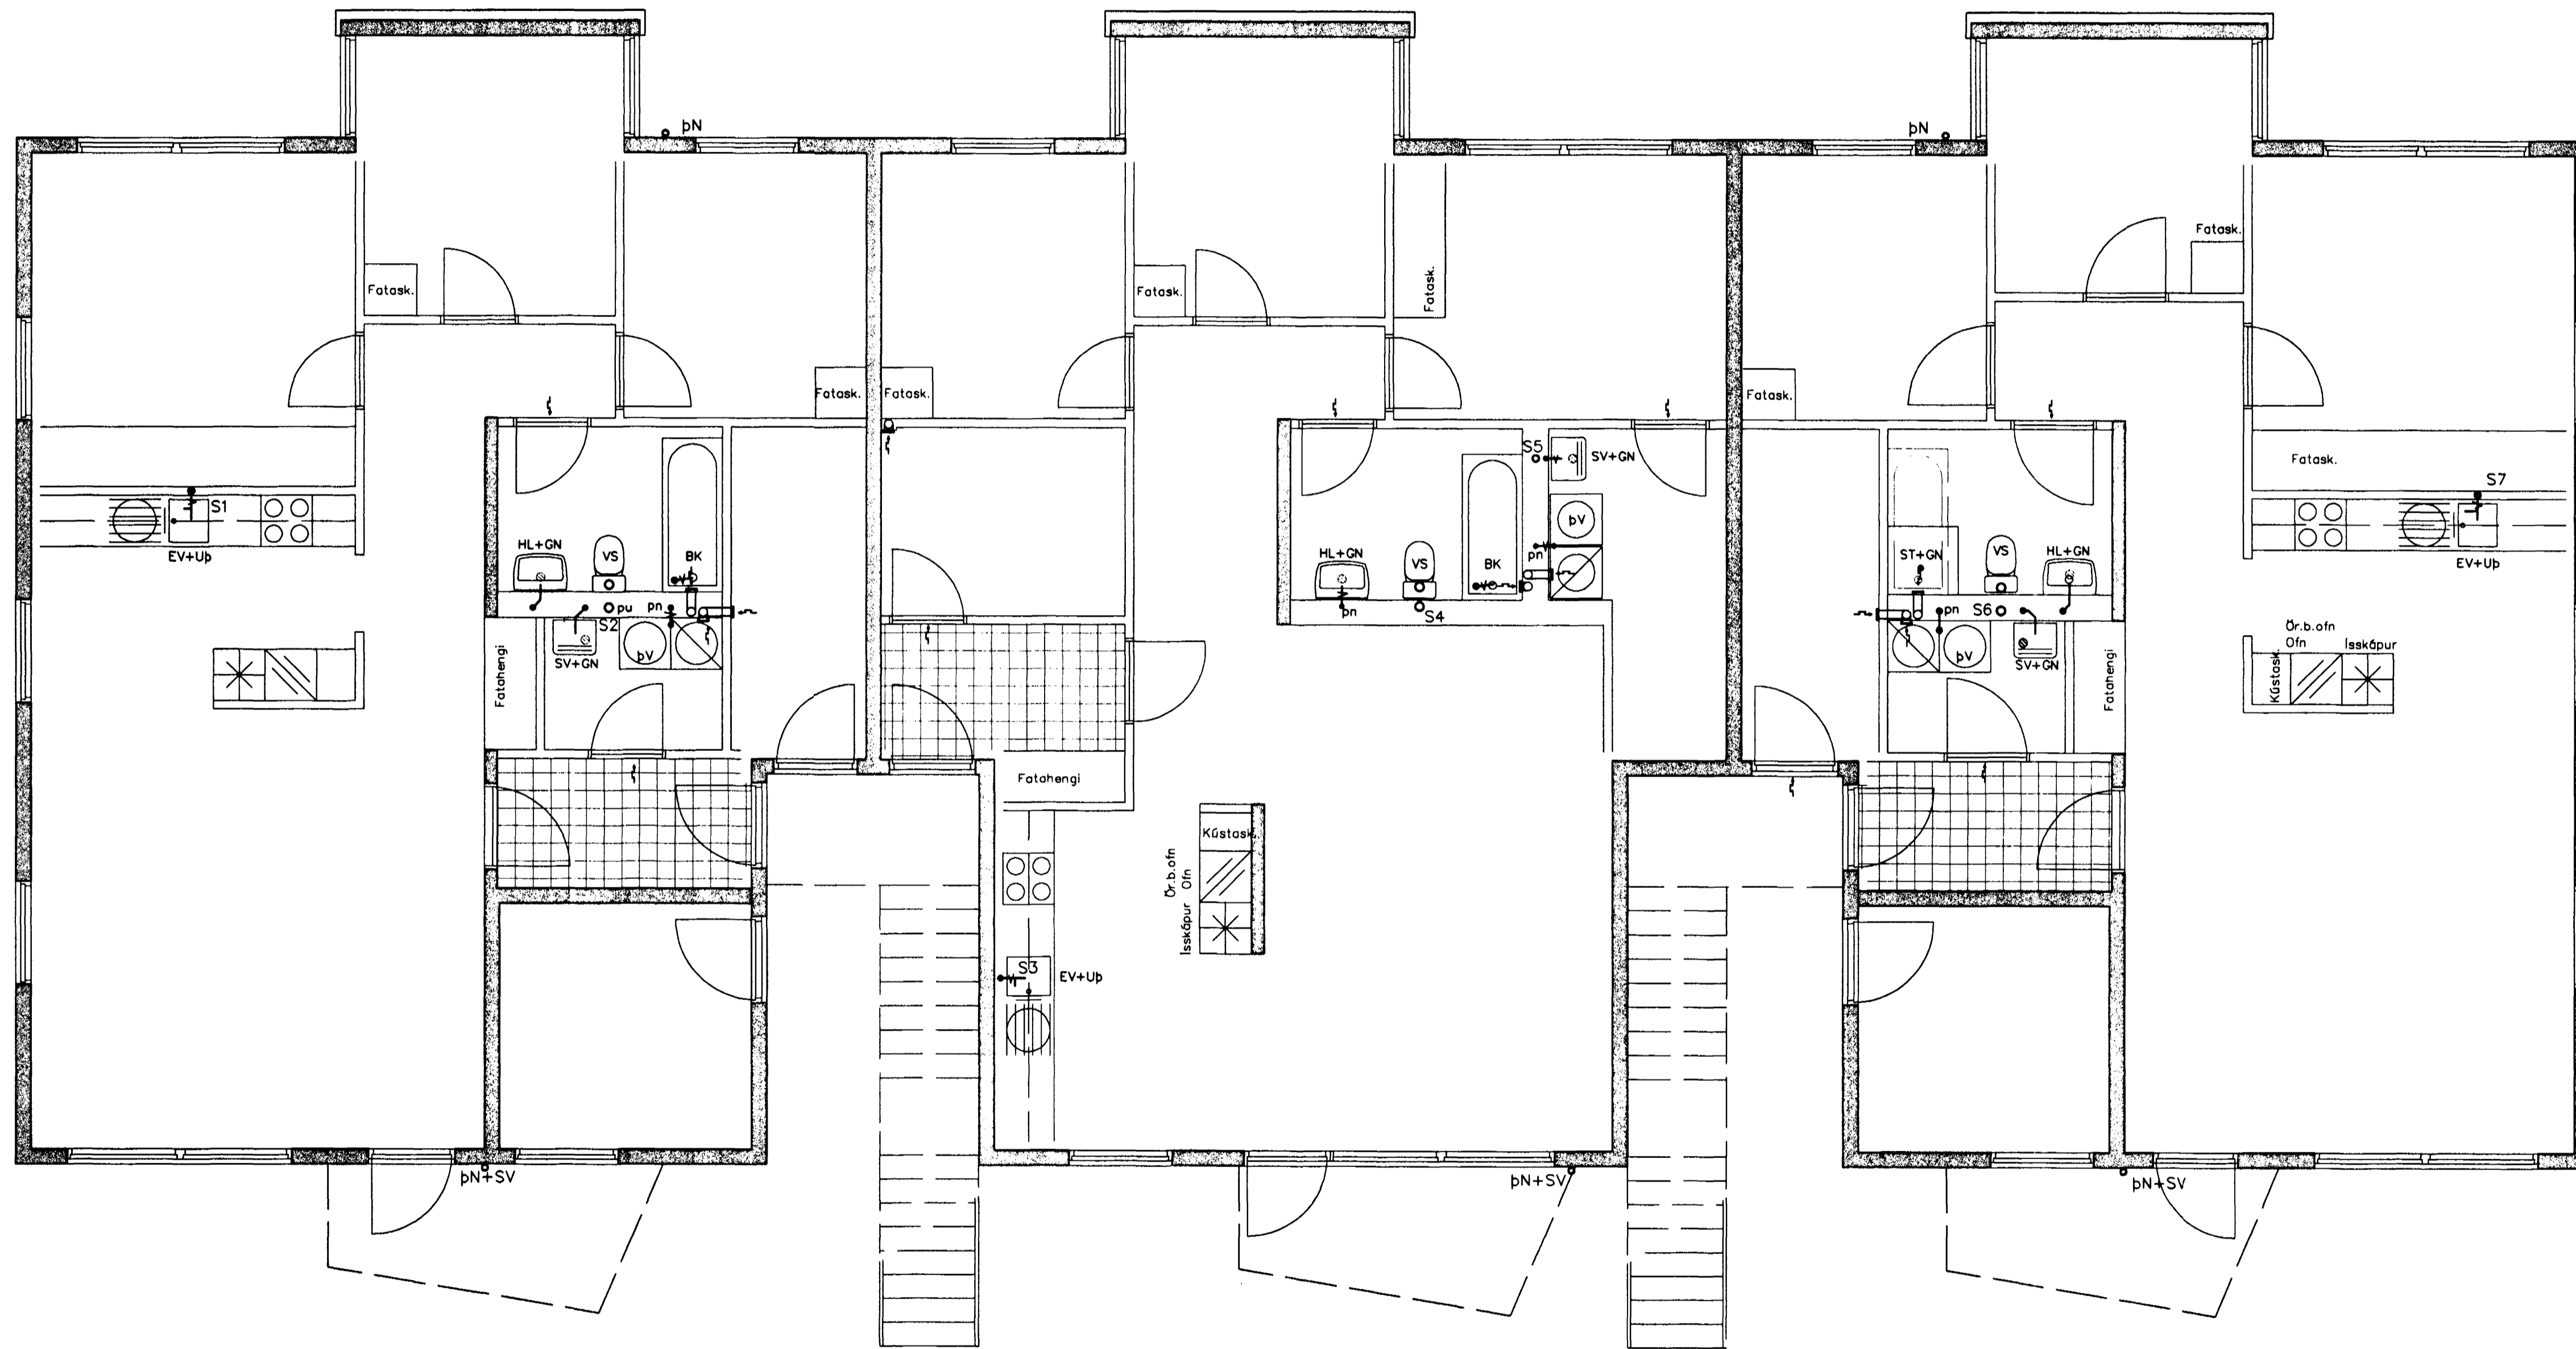 þN
þN
Fatask.
Fatask.
Fatask.
Fatask.
Fatask.
Fatask.
Fatask.
Fatask.
S1
EV+Uþ
HL+GN
VS
BK
pu
pn
S2
SV+GN
þV
Fatahengi
S5
SV+GN
þV
pn
HL+GN
VS
BK
pn
S4
ST+GN
VS
HL+GN
pn
S6
þV
SV+GN
Fatahengi
Fatask.
S7
EV+Uþ
Ör.b.ofn
Ofn
Ísskápur
Kústask.
Fatahengi
Kústask.
Ör.b.ofn
Ofn
Ísskápur
S3
EV+Uþ
þN+SV
þN+SV
þN+SV